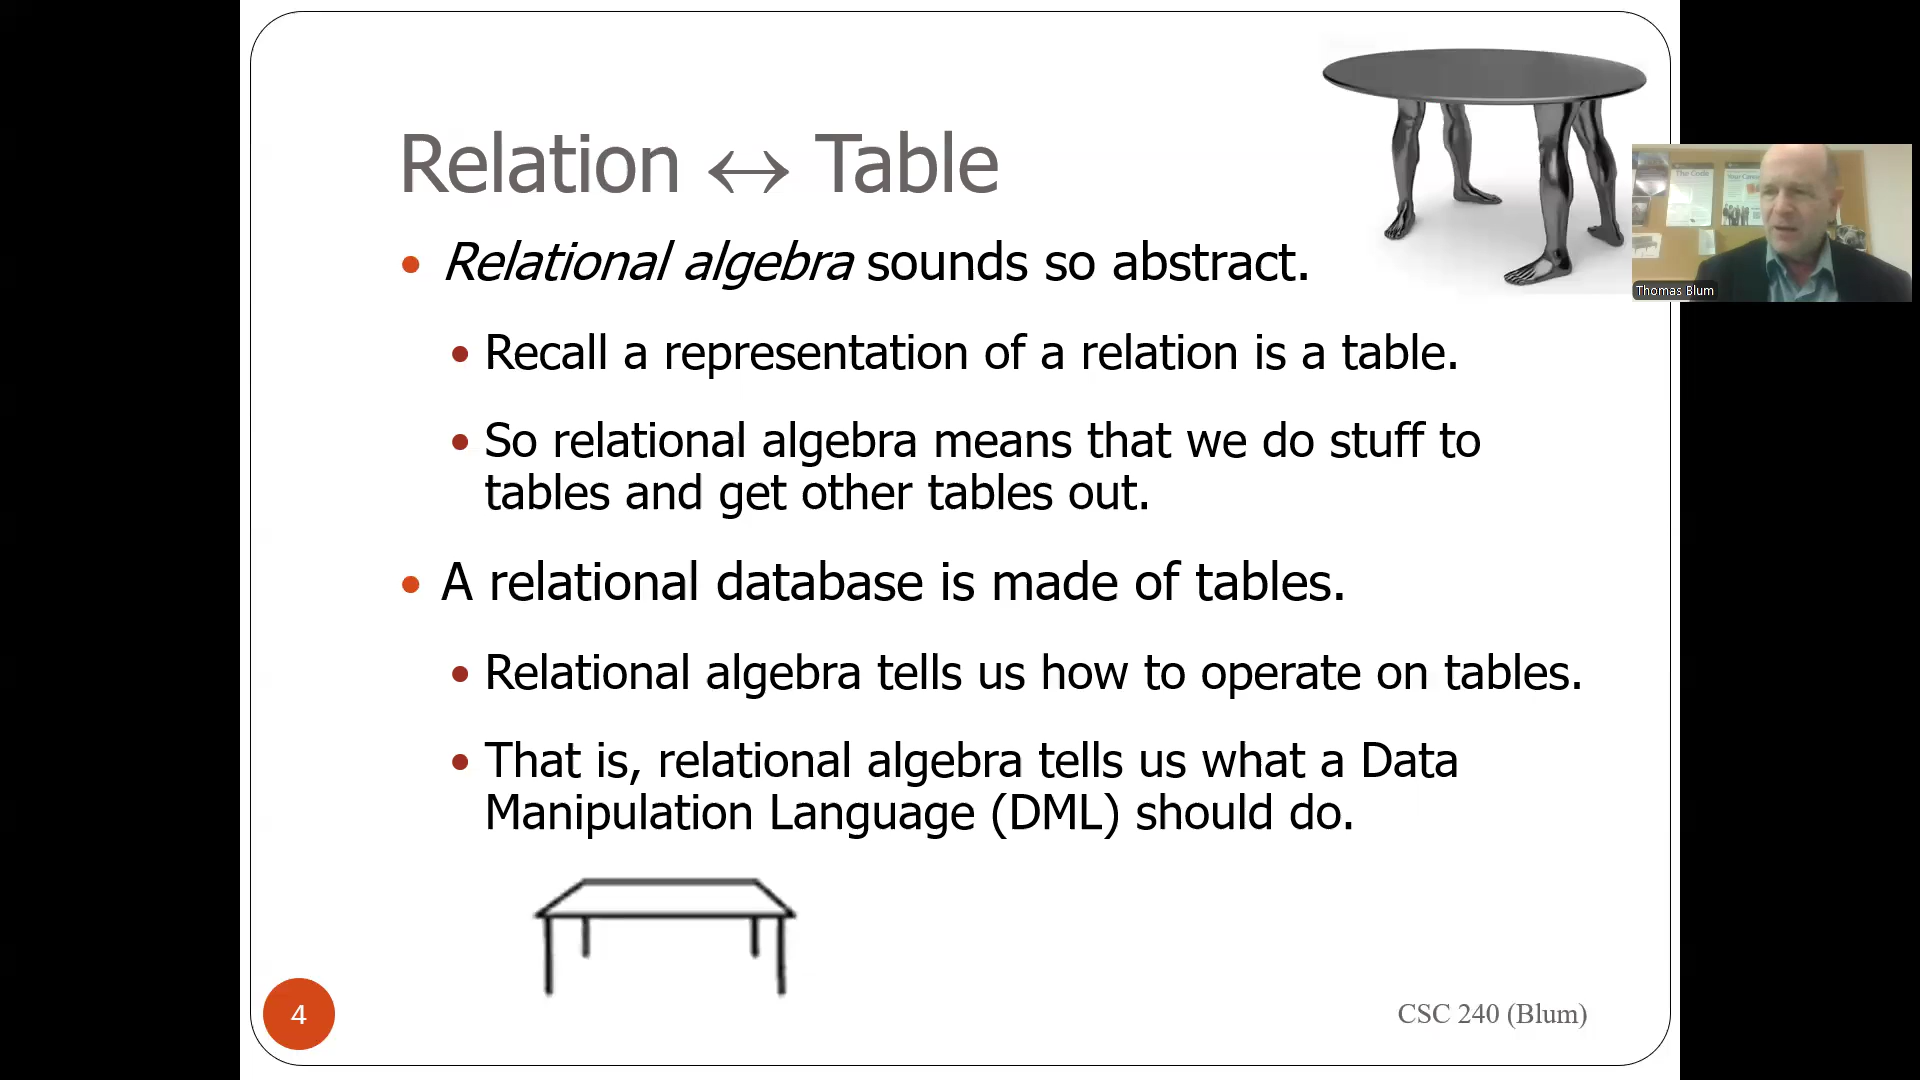 Relation ↔ Table
• Relational algebra sounds so abstract.
• Recall a representation of a relation is a table.
• So relational algebra means that we do stuff to
tables and get other tables out.
• A relational database is made of tables.
• Relational algebra tells us how to operate on tables.
• That is, relational algebra tells us what a Data
Manipulation Language (DML) should do.
4
CSC 240 (Blum)
The Code
Thomas Blum